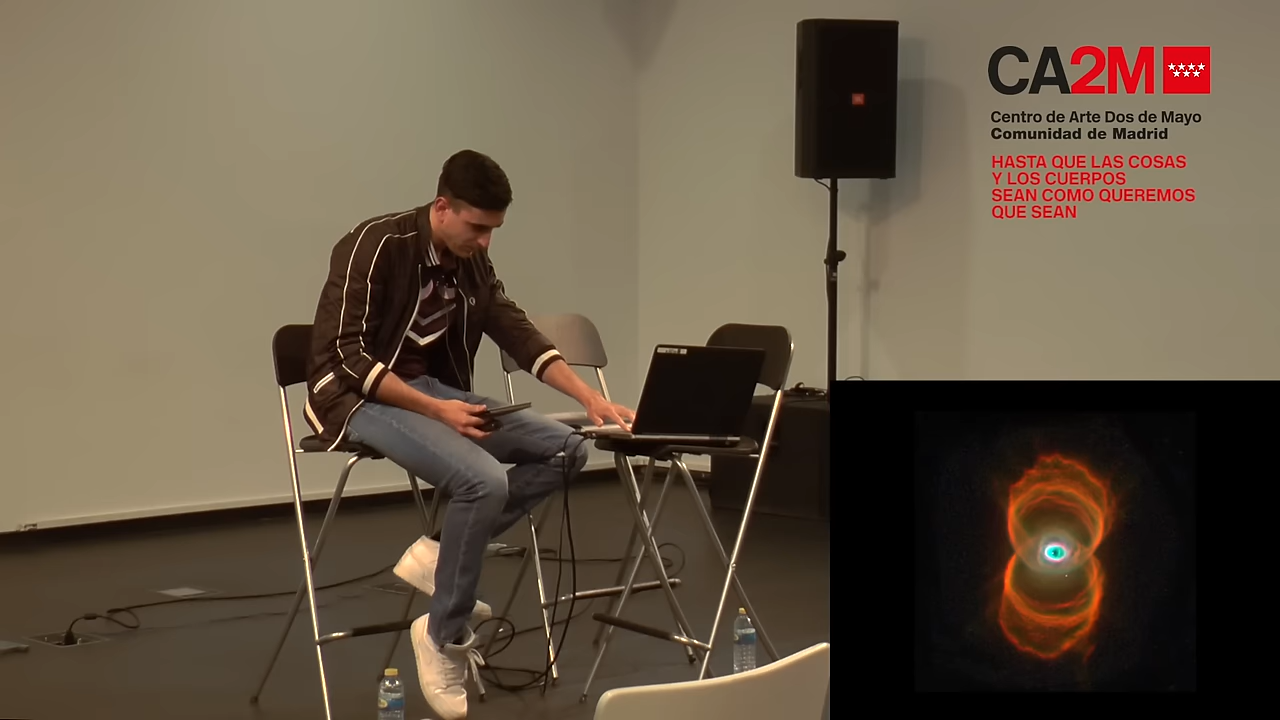 CA2M
Centro de Arte Dos de Mayo
Comunidad de Madrid
HASTA QUE LAS COSAS
Y LOS CUERPOS
SEAN COMO QUEREMOS
QUE SEAN